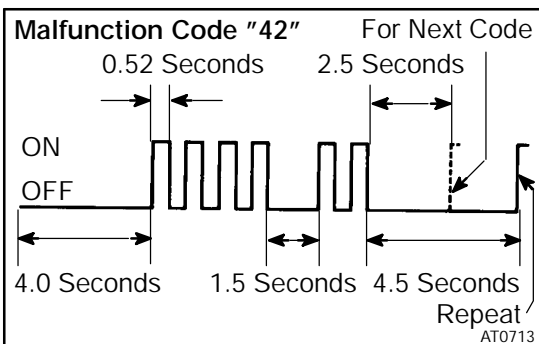 Malfunction Code "42"
For Next Code
0.52 Seconds
2.5 Seconds
ON
OFF
4.0 Seconds
1.5 Seconds
4.5 Seconds
Repeat
AT0713